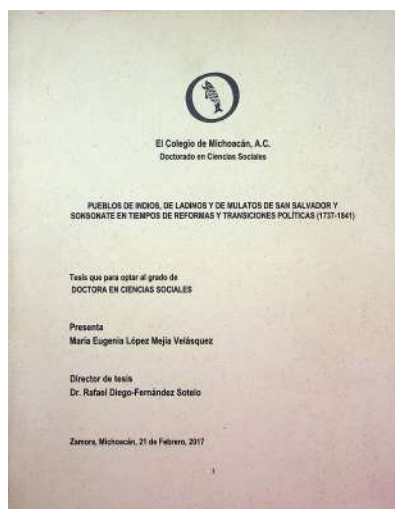 El Colegio de Michoacán, A.C.
Doctorado en Ciencias Sociales
PUEBLOS DE INDIOS, DE LADINOS Y DE MULATOS DE SAN SALVADOR Y
SONSONATE EN TIEMPOS DE REFORMAS Y TRANSICIONES POLÍTICAS (1737-1841)
Tesis que para optar al grado de
DOCTORA EN CIENCIAS SOCIALES
Presenta
María Eugenia López Mejía Velásquez
Director de tesis
Dr. Rafael Diego-Fernández Sotelo
Zamora, Michoacán, 21 de Febrero, 2017